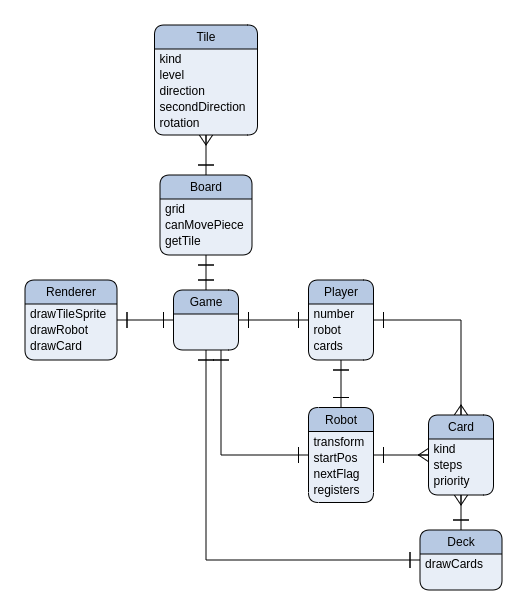 Tile
kind
level
direction
secondDirection
rotation
Board
grid
canMovePiece
getTile
Renderer
drawTileSprite
drawRobot
drawCard
Game
Player
number
robot
cards
Robot
transform
startPos
nextFlag
registers
Card
kind
steps
priority
Deck
drawCards